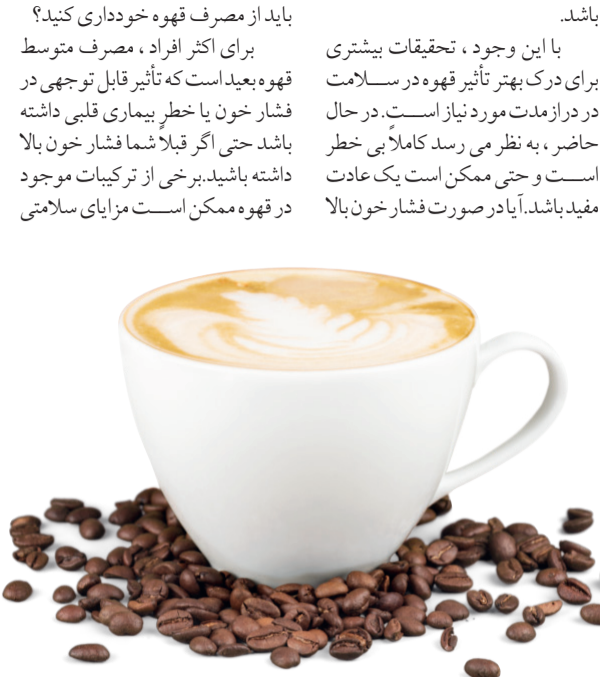 باشد.
با این وجود ، تحقیقات بیشتری
برای درک بهتر تأثیر قهوه در سلامت
در درازمدت مورد نیاز است. در حال
حاضر ، به نظر می رسد کاملاً بی خطر
است و حتی ممکن است یک عادت
مفید باشد. آیا در صورت فشار خون بالا
باید از مصرف قهوه خودداری کنید؟
برای اکثر افراد ، مصرف متوسط
قهوه بعید است که تأثیر قابل توجهی در
فشار خون یا خطر بیماری قلبی داشته
باشد حتی اگر قبلاً شما فشار خون بالا
داشته باشید.برخی از ترکیبات موجود
در قهوه ممکن است مزایای سلامتی